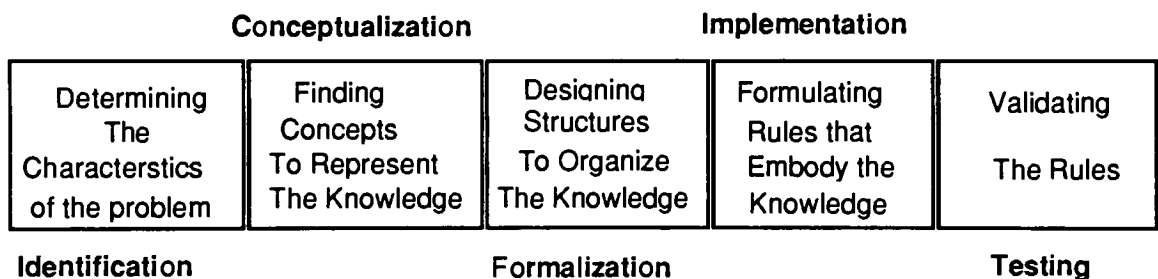 Conceptualization Implementation
Determining
The
Characterstics
of the problem
Finding
Concepts
To Represent
The Knowledge
Designing
Structures
To Organize
The Knowledge
Formulating
Rules that
Embody the
Knowledge
Validating
The Rules
Identification Formalization Testing